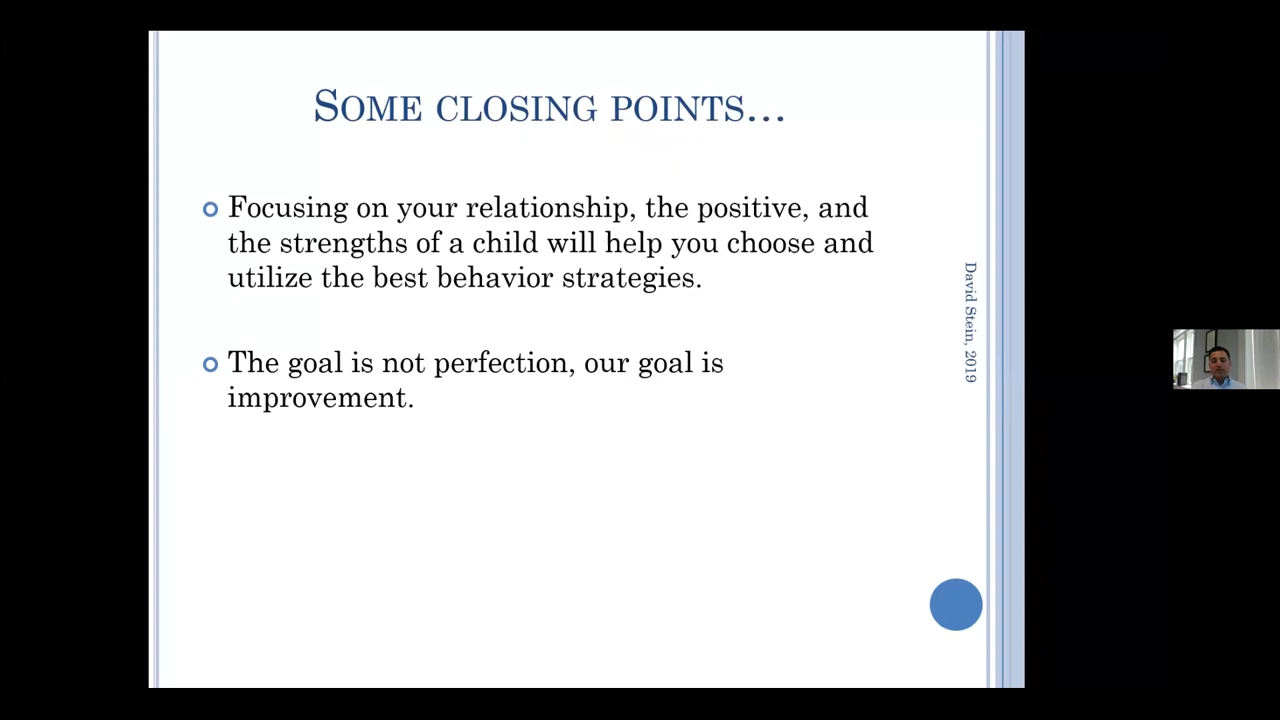 Some closing points…
Focusing on your relationship, the positive, and
the strengths of a child will help you choose and
utilize the best behavior strategies.
The goal is not perfection, our goal is
improvement.
David Stein, 2019